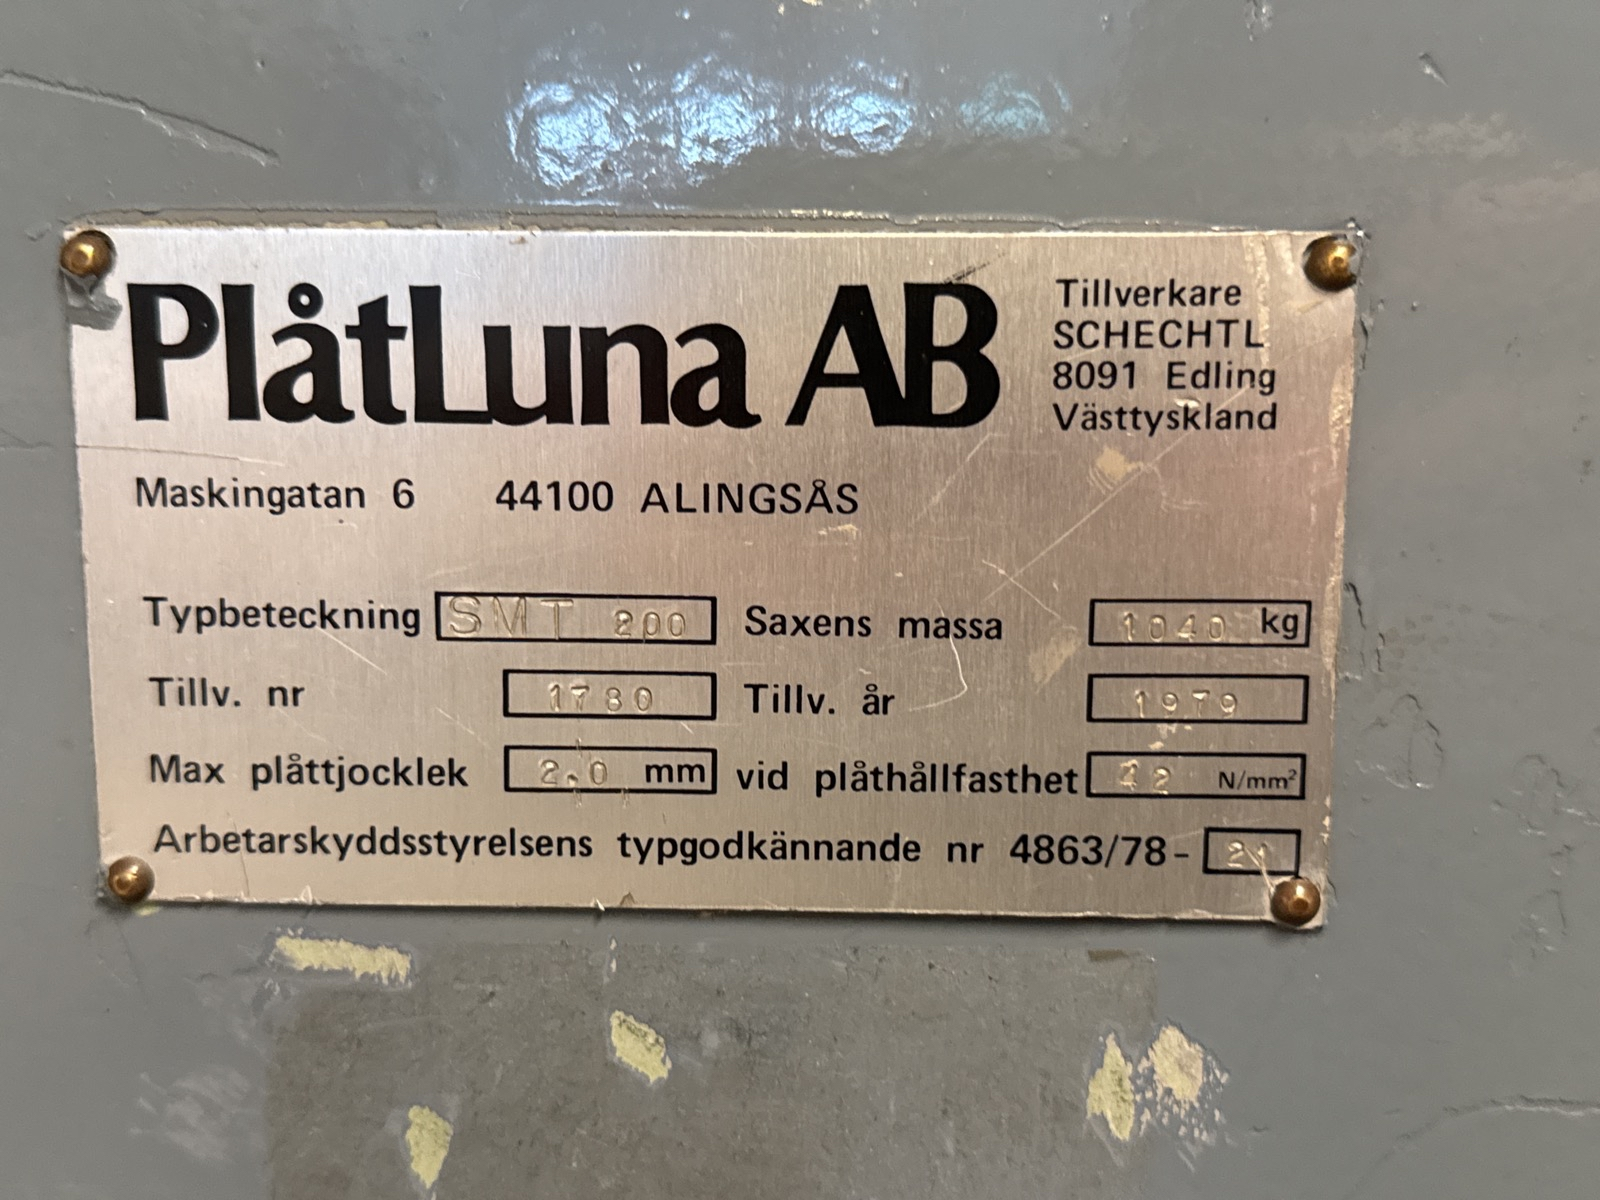 PlåtLuna AB
Tillverkare
SCHECHTL
8091 Edling
Västtyskland
Maskingatan 6 44100 ALINGSÅS
Typbeteckning SMT 200 Saxens massa 1040 kg
Tillv. nr 1780 Tillv. år 1979
Max plåttjocklek 2.0 mm vid plåthållfasthet 42 N/mm²
Arbetarskyddsstyrelsens typgodkännande nr 4863/78-